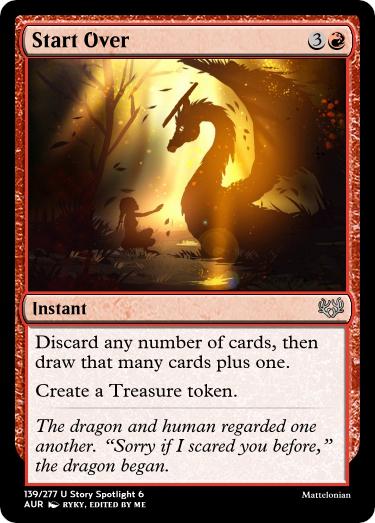 Start Over 3
Instant
Discard any number of cards, then
draw that many cards plus one.
Create a Treasure token.
The dragon and human regarded one
another. “Sorry if I scared you before,”
the dragon began.
139/277 U Story Spotlight 6
AUR RYKY, EDITED BY ME
Mattelonian